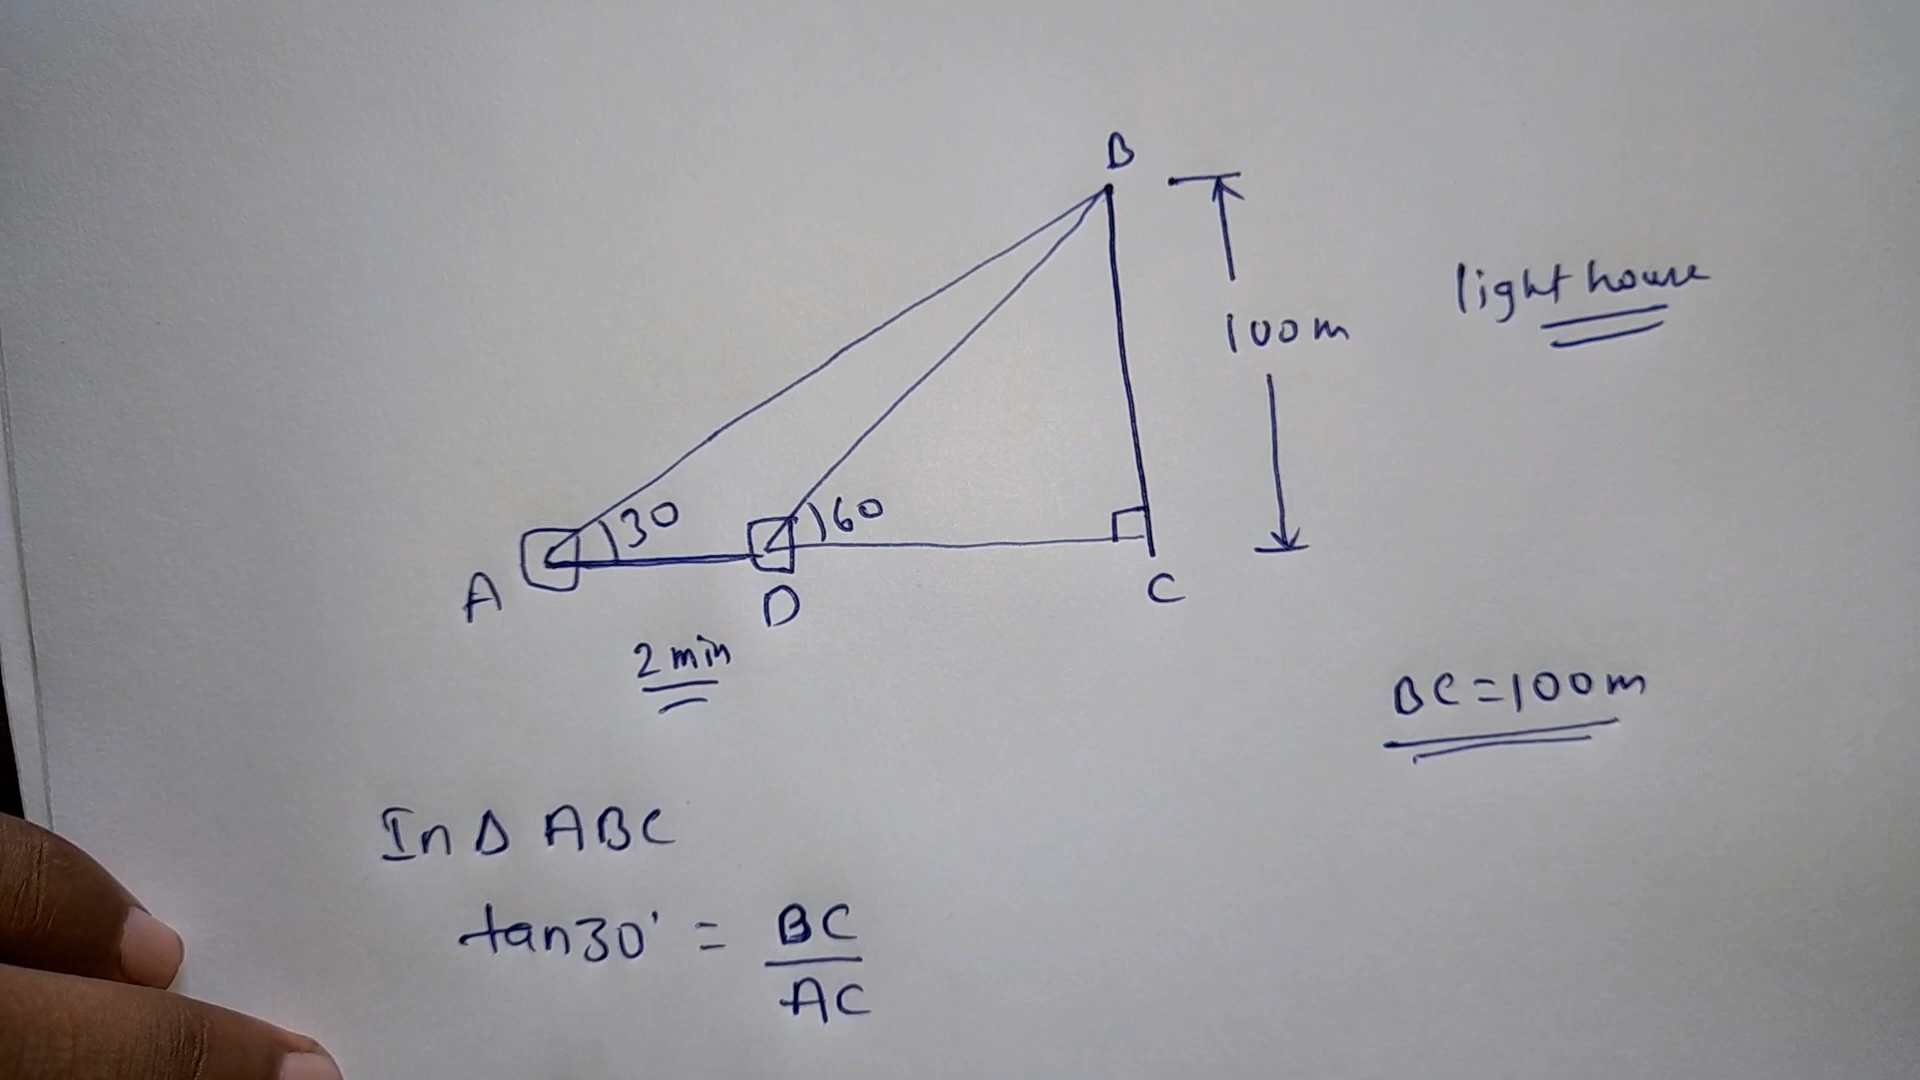 B
100m
light house
30
60
A
D
C
2 min
BC=100m
In Δ ABC
tan30° = BC
AC